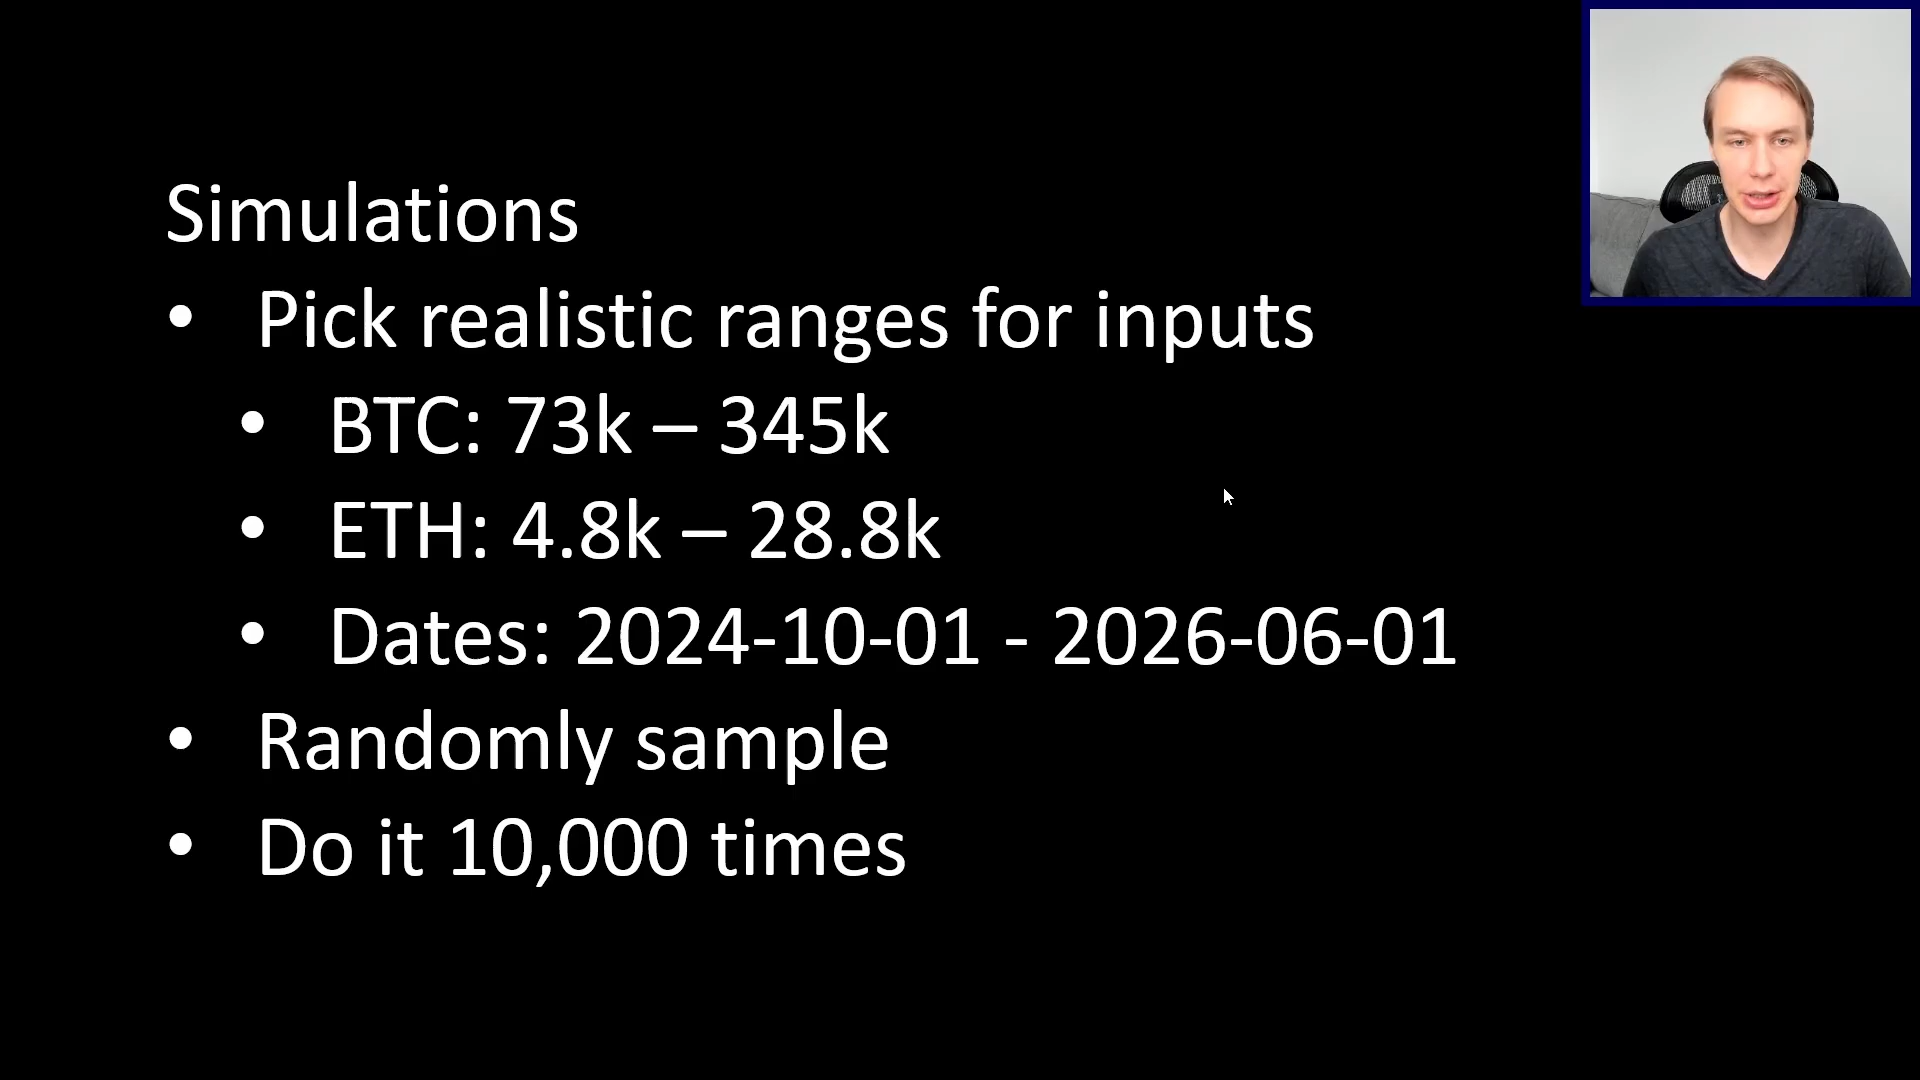 Simulations
• Pick realistic ranges for inputs
• BTC: 73k – 345k
• ETH: 4.8k – 28.8k
• Dates: 2024-10-01 - 2026-06-01
• Randomly sample
• Do it 10,000 times